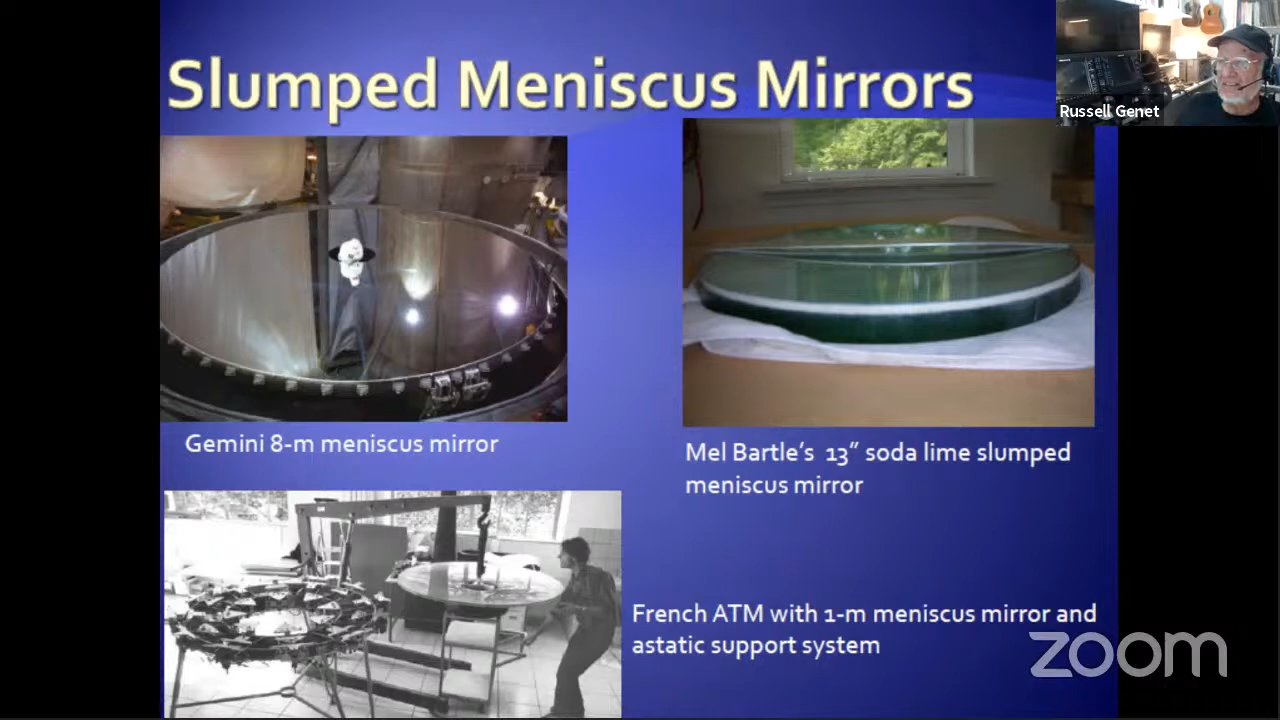 Slumped Meniscus Mirrors
Russell Genet
Gemini 8-m meniscus mirror
Mel Bartle’s 13” soda lime slumped
meniscus mirror
French ATM with 1-m meniscus mirror and
astatic support system
zoom